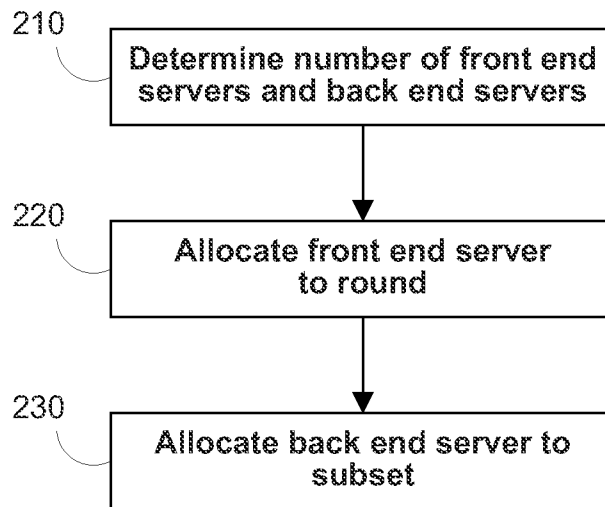 210
Determine number of front end
servers and back end servers
220
Allocate front end server
to round
230
Allocate back end server to
subset